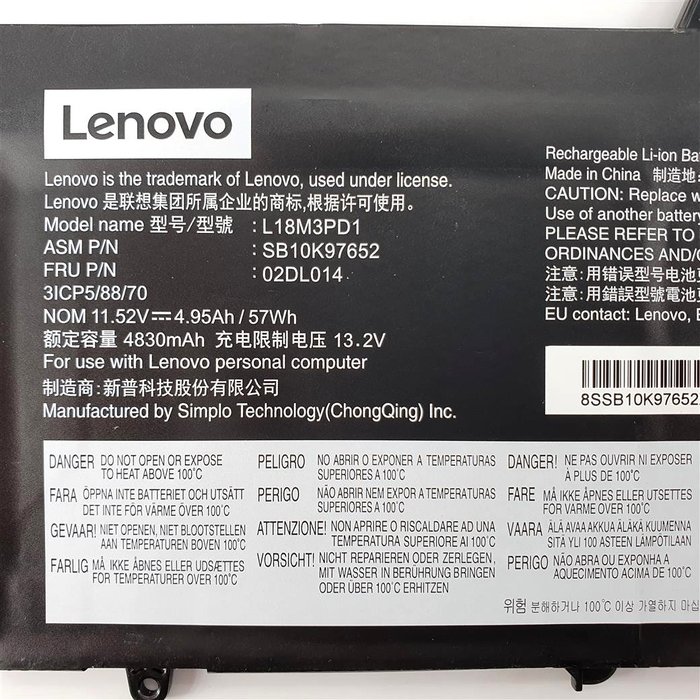 Lenovo
Lenovo is the trademark of Lenovo, used under license.
Lenovo 是联想集团所属企业的商标,根据许可使用。
Model name 型号/型號 : L18M3PD1
ASM P/N : SB10K97652
FRU P/N : 02DL014
3ICP5/88/70
NOM 11.52V⎓ 4.95Ah / 57Wh
额定容量 4830mAh 充电限制电压 13.2V
For use with Lenovo personal computer
制造商: 新普科技股份有限公司
Manufactured by Simplo Technology(ChongQing) Inc.
Rechargeable Li-ion
Made in China 制造地
CAUTION: Replace
Use of another battery
PLEASE REFER TO
ORDINANCES AND/
注意: 用错误型号电池
注意: 用錯誤型號電池
EU contact: Lenovo,
8SSB10K97652
DANGER DO NOT OPEN OR EXPOSE
TO HEAT ABOVE 100°C
FARA ÖPPNA INTE BATTERIET OCH UTSÄTT
DET INTE FÖR VÄRME ÖVER 100°C
GEVAAR! NIET OPENEN, NIET BLOOTSTELLEN
AAN TEMPERATUREN BOVEN 100°C
FARLIG MÅ IKKE ÅBNES ELLER UDSÆTTES
FOR TEMPERATURER OVER 100°C
PELIGRO NO ABRIR O EXPONER A TEMPERATURAS
SUPERIORES A 100°C
PERIGO NÃO ABRIR NEM EXPOR A TEMPERATURAS
SUPERIORES A 100°C
ATTENZIONE! NON APRIRE O RISCALDARE AD UNA
TEMPERATURA SUPERIORE AI 100°C
VORSICHT! NICHT REPARIEREN ODER ZERLEGEN,
MIT WASSER IN BERÜHRUNG BRINGEN
ODER ÜBER 100°C ERHITZEN
DANGER! NE PAS OUVRIR NI EXPOSER
À PLUS DE 100°C
FARE MÅ IKKE ÅPNES ELLER UTSETTES
FOR VARME OVER 100°C
VAARA ÄLÄ AVAA AKKUA ÄLÄKÄ KUUMENNA
SITÄ YLI 100 ASTEEN LÄMPÖTILAAN
PERIGO NÃO ABRA OU EXPONHA A
AQUECIMENTO ACIMA DE 100°C
위험 분해하거나 100°C 이상 가열하지 마십